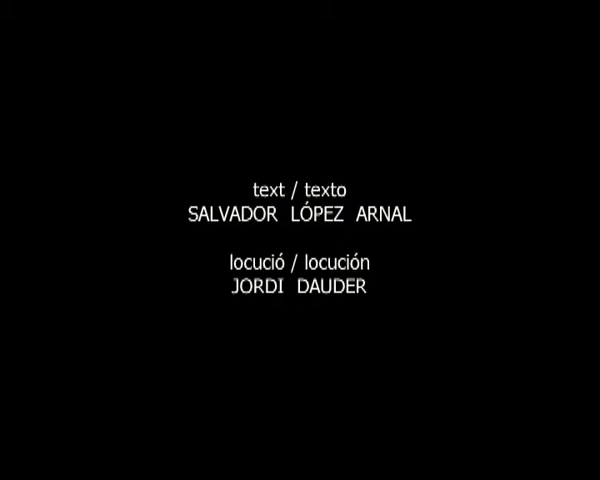 text / texto
SALVADOR LÓPEZ ARNAL
locució / locución
JORDI DAUDER